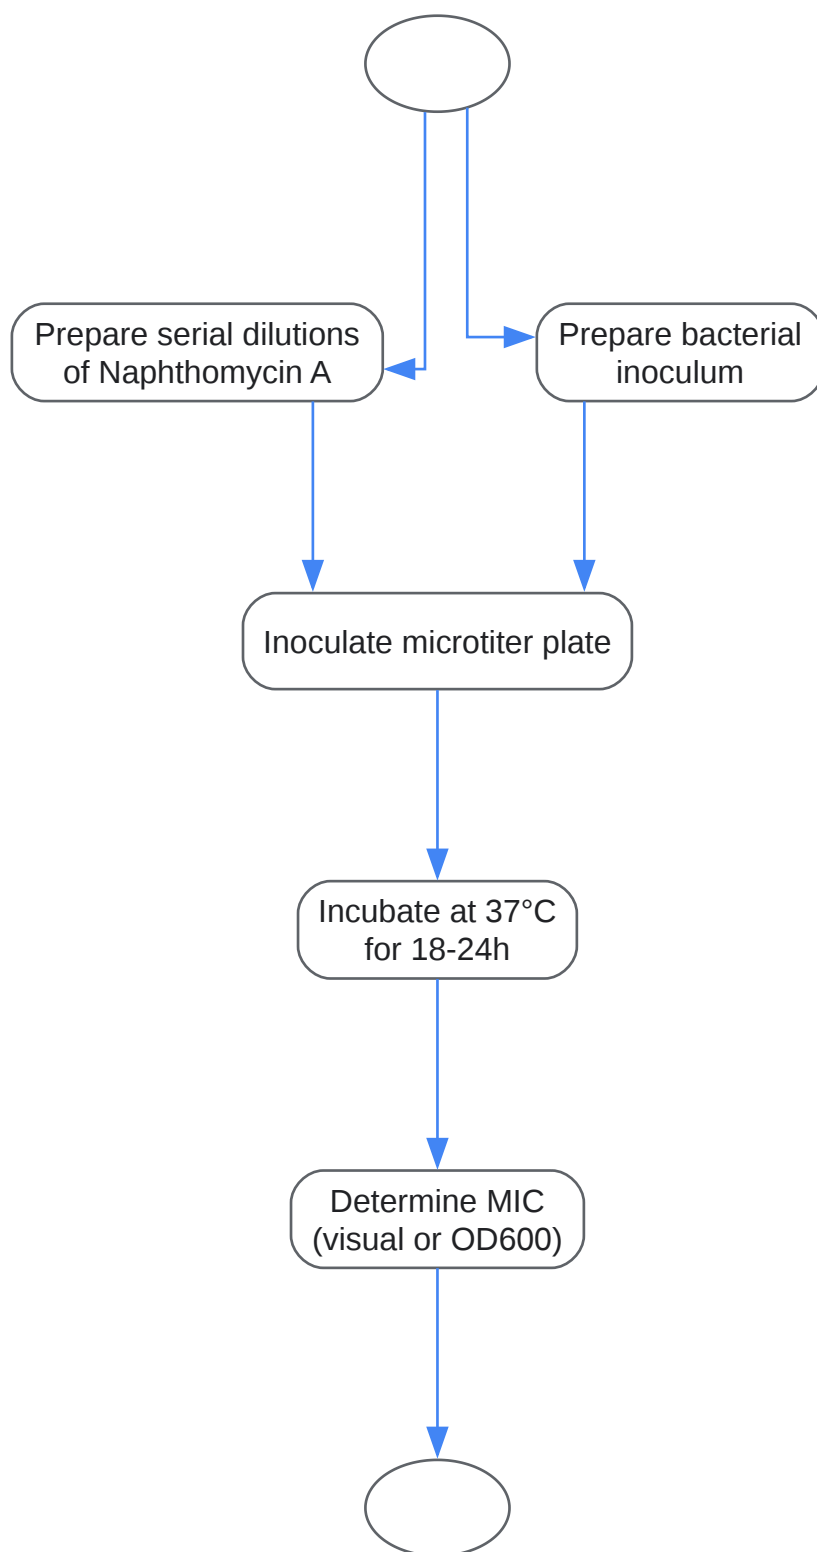 Prepare serial dilutions
of Naphthomycin A
Prepare bacterial
inoculum
Inoculate microtiter plate
Incubate at 37°C
for 18-24h
Determine MIC
(visual or OD600)